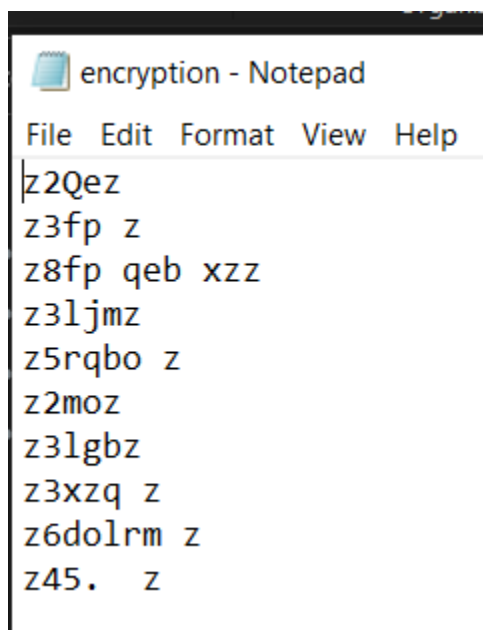 encryption - Notepad
File Edit Format View Help
z2Qez
z3fp z
z8fp qeb xzz
z3ljmz
z5rqbo z
z2moz
z3lgbz
z3xzq z
z6dolrm z
z45.  z